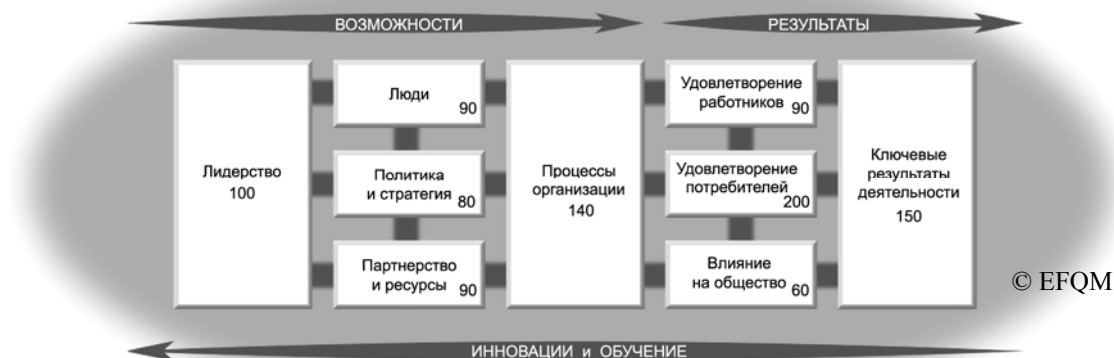 ВОЗМОЖНОСТИ
РЕЗУЛЬТАТЫ
Лидерство
100
Люди
90
Политика
и стратегия
80
Партнерство
и ресурсы
90
Процессы
организации
140
Удовлетворение
работников
90
Удовлетворение
потребителей
200
Влияние
на общество
60
Ключевые
результаты
деятельности
150
© EFQM
ИННОВАЦИИ и ОБУЧЕНИЕ